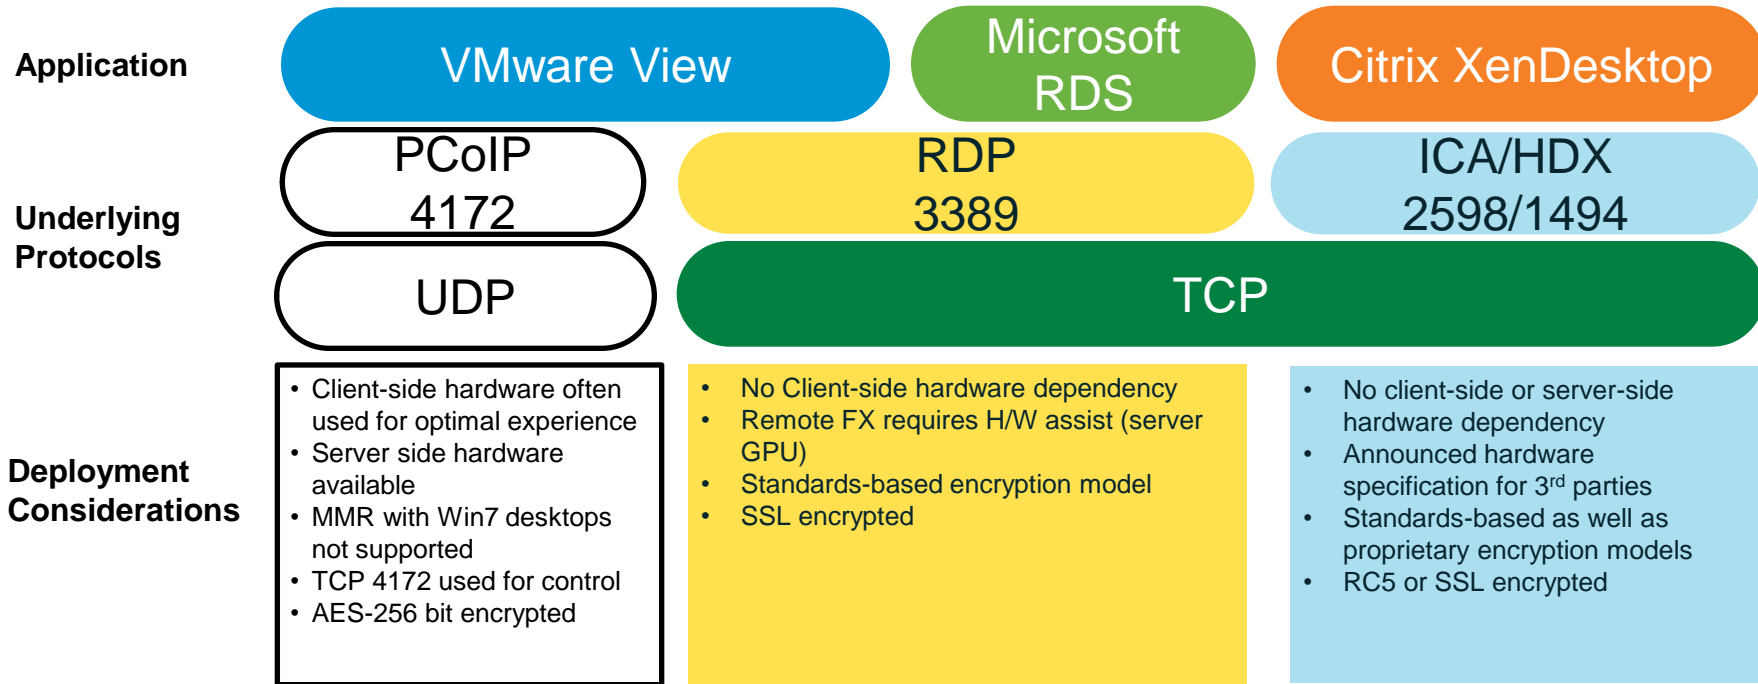 Application
VMware View
Microsoft
RDS
Citrix XenDesktop
Underlying
Protocols
PCoIP
4172
RDP
3389
ICA/HDX
2598/1494
UDP
TCP
Deployment
Considerations
• Client-side hardware often
used for optimal experience
• Server side hardware
available
• MMR with Win7 desktops
not supported
• TCP 4172 used for control
• AES-256 bit encrypted
• No Client-side hardware dependency
• Remote FX requires H/W assist (server
GPU)
• Standards-based encryption model
• SSL encrypted
• No client-side or server-side
hardware dependency
• Announced hardware
specification for 3rd parties
• Standards-based as well as
proprietary encryption models
• RC5 or SSL encrypted